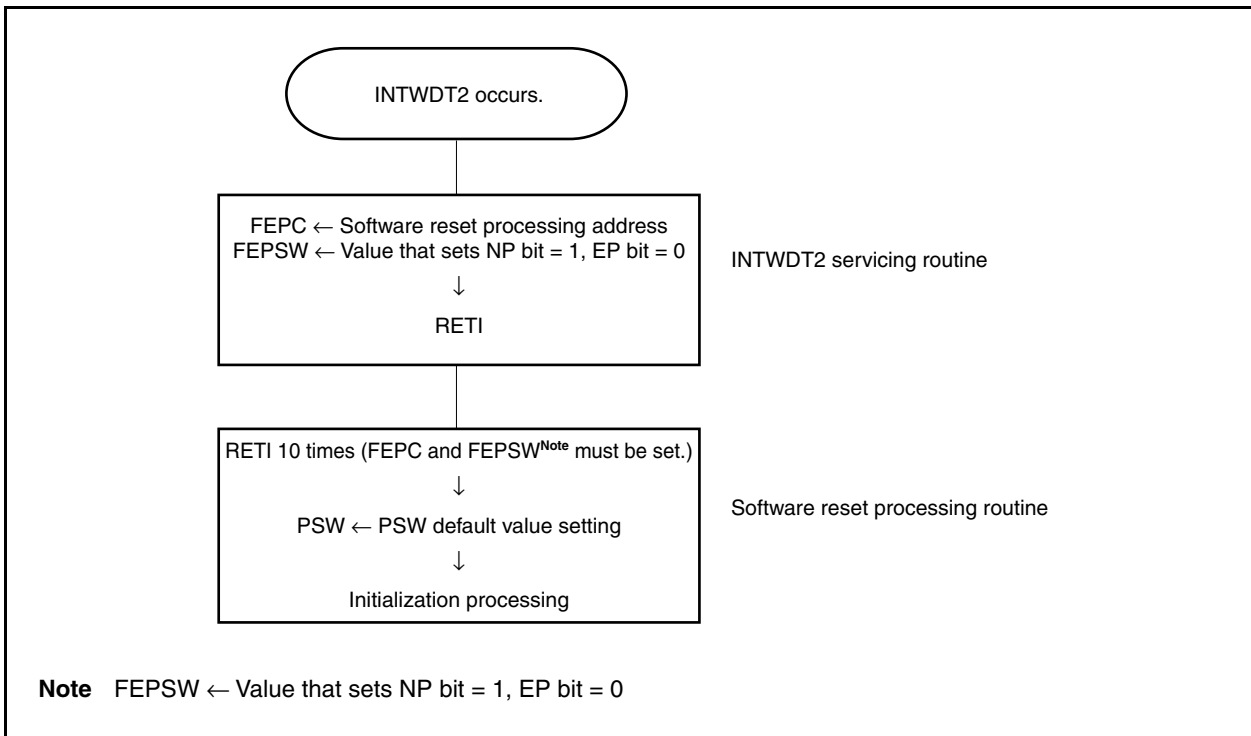 INTWDT2 occurs.
FEPC ← Software reset processing address
FEPSW ← Value that sets NP bit = 1, EP bit = 0
↓
RETI
INTWDT2 servicing routine
RETI 10 times (FEPC and FEPSWNote must be set.)
↓
PSW ← PSW default value setting
↓
Initialization processing
Software reset processing routine
Note FEPSW ← Value that sets NP bit = 1, EP bit = 0